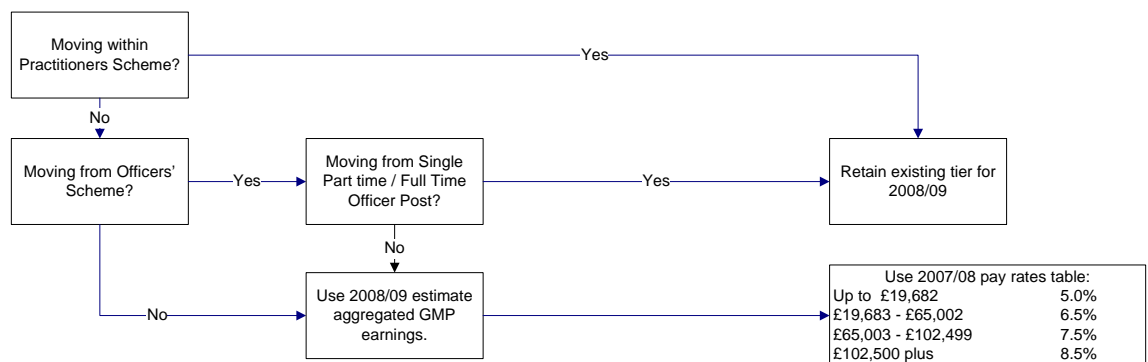 Moving within
Practitioners Scheme?
Yes
No
Moving from Officers'
Scheme?
Yes
Moving from Single
Part time / Full Time
Officer Post?
Yes
Retain existing tier for
2008/09
No
No
Use 2008/09 estimate
aggregated GMP
earnings.
Use 2007/08 pay rates table:
Up to £19,682 5.0%
£19,683 - £65,002 6.5%
£65,003 - £102,499 7.5%
£102,500 plus 8.5%